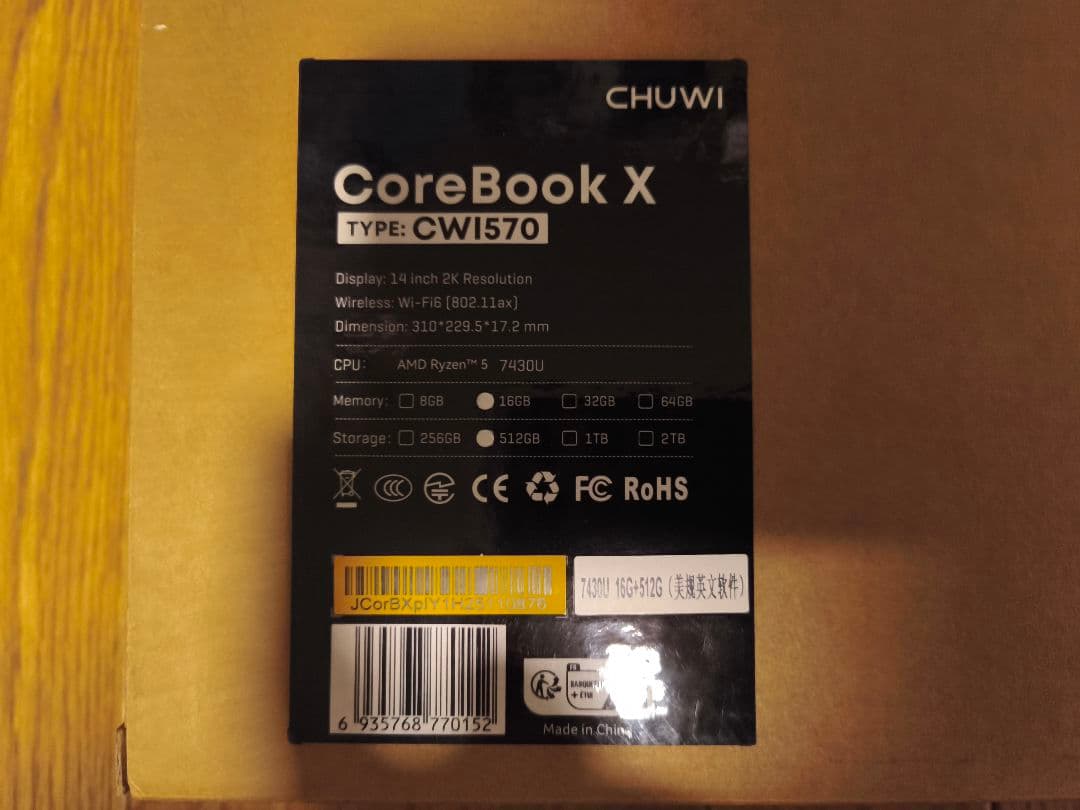 CHUWI
CoreBook X
TYPE: CWI570
Display: 14 inch 2K Resolution
Wireless: Wi-Fi6 (802.11ax)
Dimension: 310*229.5*17.2 mm
CPU: AMD Ryzen™ 5 7430U
Memory: 8GB 16GB 32GB 64GB
Storage: 256GB 512GB 1TB 2TB
CE FC RoHS
7430U 16G+512G (美规英文软件)
FR
+
6 935768 770152
Made in